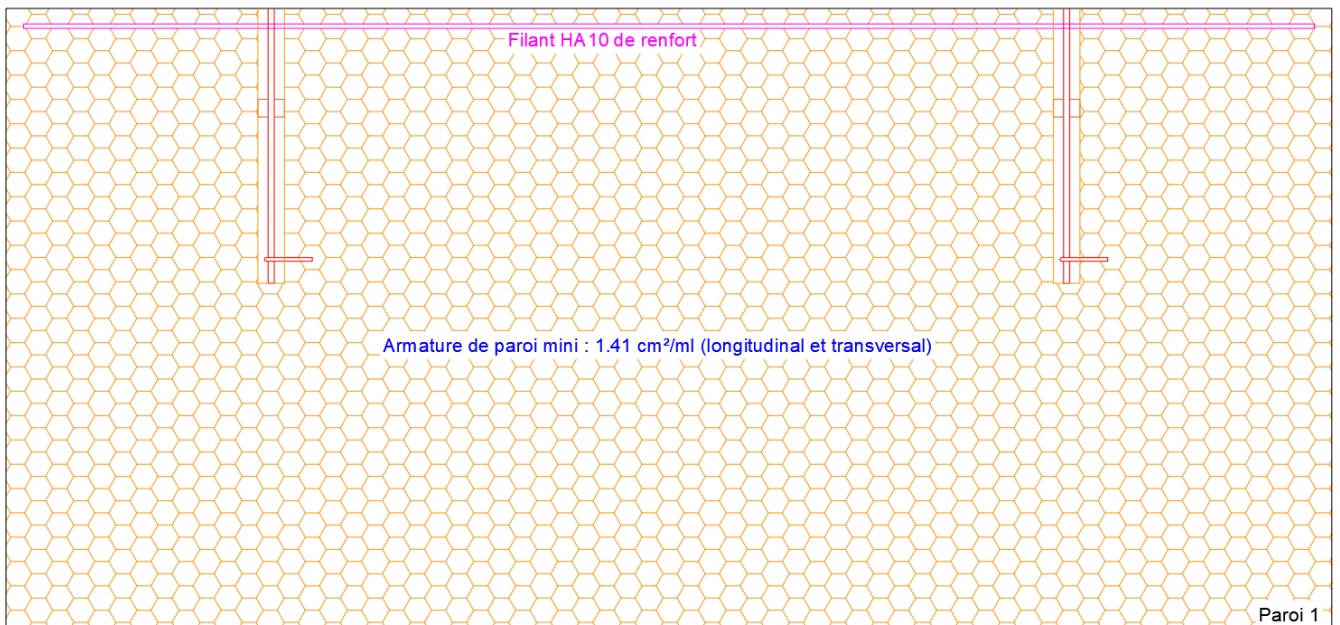 Filant HA10 de renfort
Armature de paroi mini : 1.41 cm²/ml (longitudinal et transversal)
Paroi 1